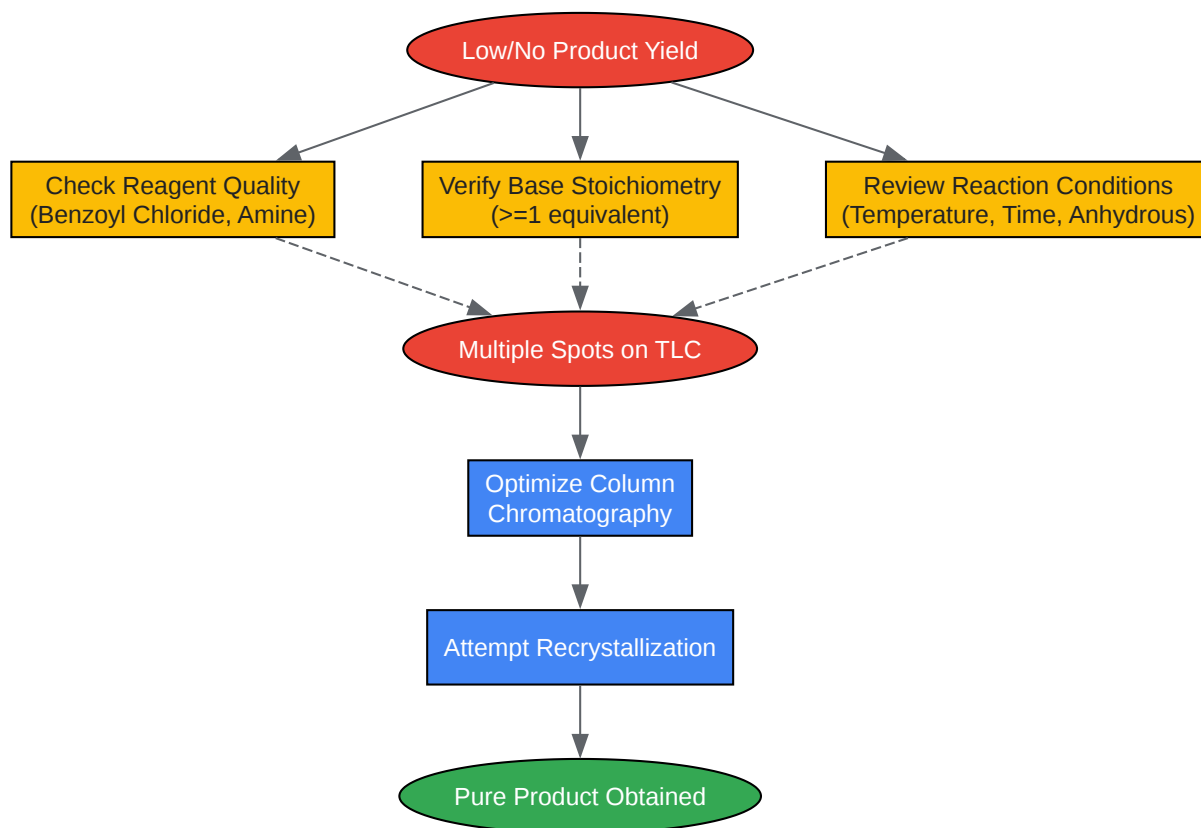 Low/No Product Yield
Check Reagent Quality
(Benzoyl Chloride, Amine)
Verify Base Stoichiometry
(>=1 equivalent)
Review Reaction Conditions
(Temperature, Time, Anhydrous)
Multiple Spots on TLC
Optimize Column
Chromatography
Attempt Recrystallization
Pure Product Obtained